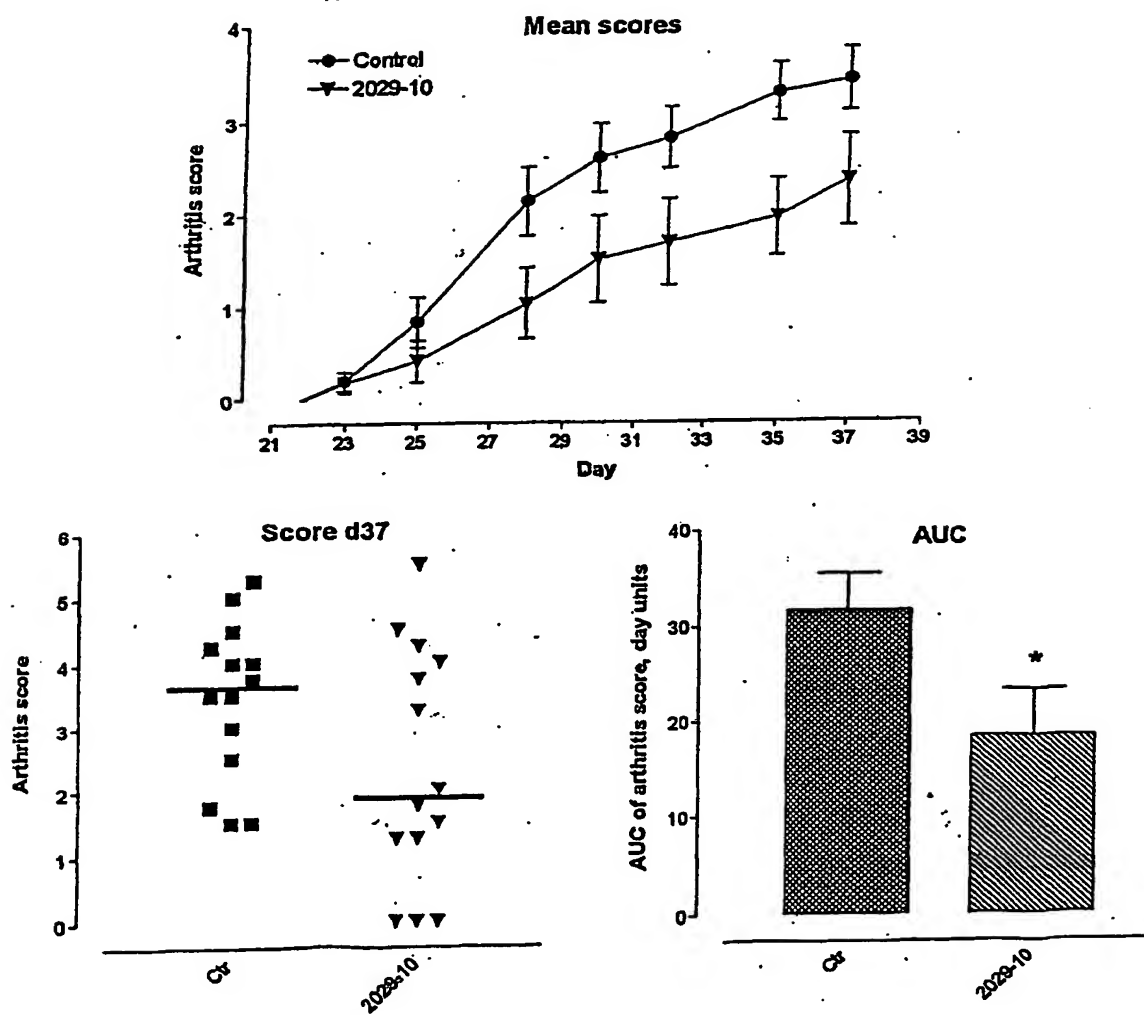 Mean scores
Control
2029-10
Arthritis score
4
3
2
1
0
21 23 25 27 29 31 33 35 37 39
Day
Score d37
Arthritis score
6
5
4
3
2
1
0
Ctr
2029-10
AUC
AUC of arthritis score, day units
40
30
20
10
0
*
Ctr
2029-10